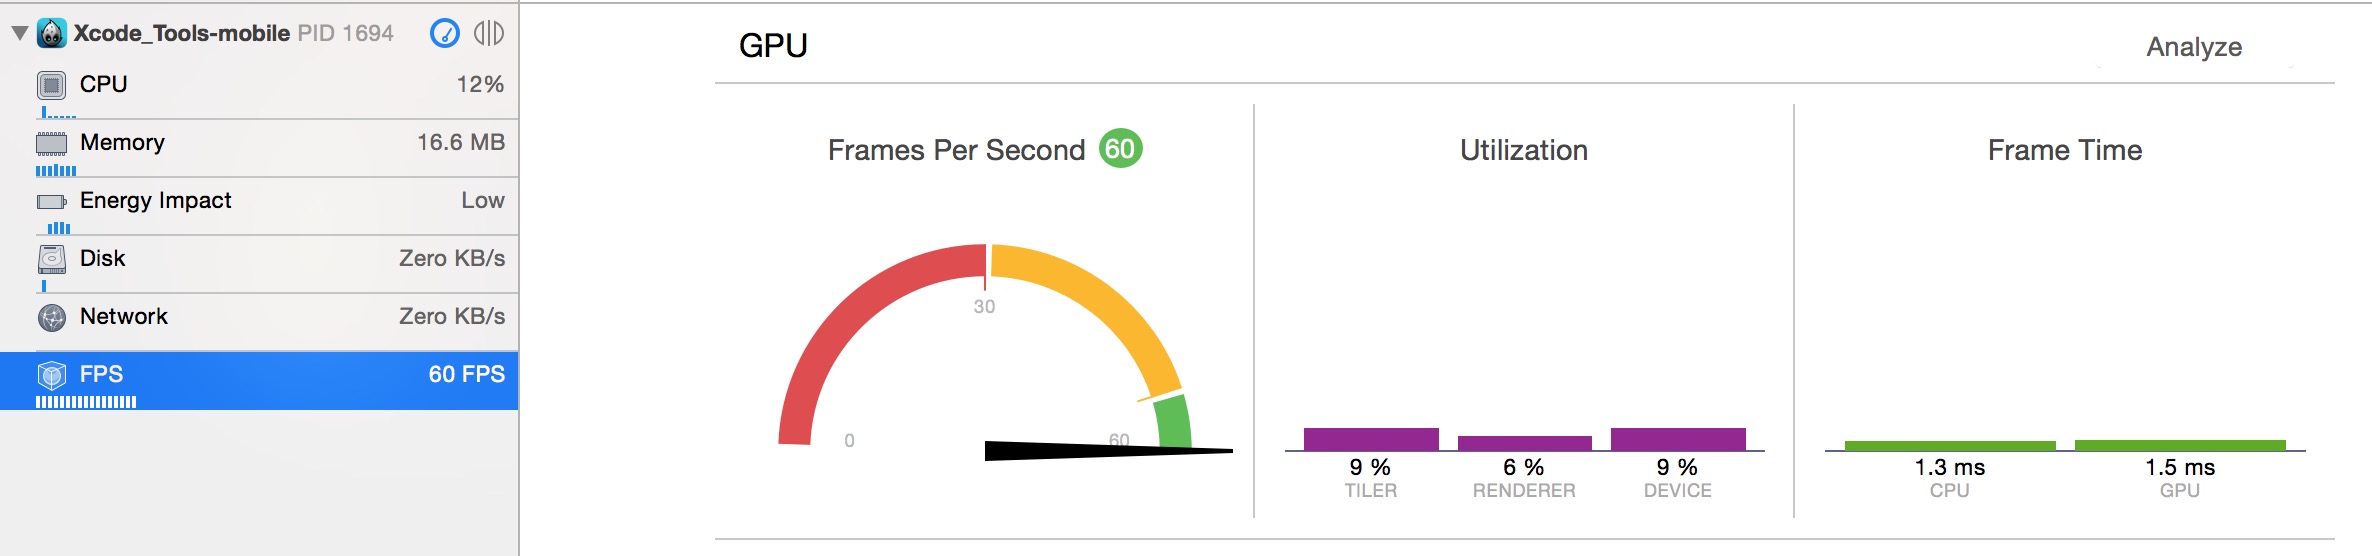 Xcode_Tools-mobile PID 1694
CPU 12%
Memory 16.6 MB
Energy Impact Low
Disk Zero KB/s
Network Zero KB/s
FPS 60 FPS
GPU Analyze
Frames Per Second 60
30
0 60
Utilization
9 % 6 % 9 %
TILER RENDERER DEVICE
Frame Time
1.3 ms 1.5 ms
CPU GPU